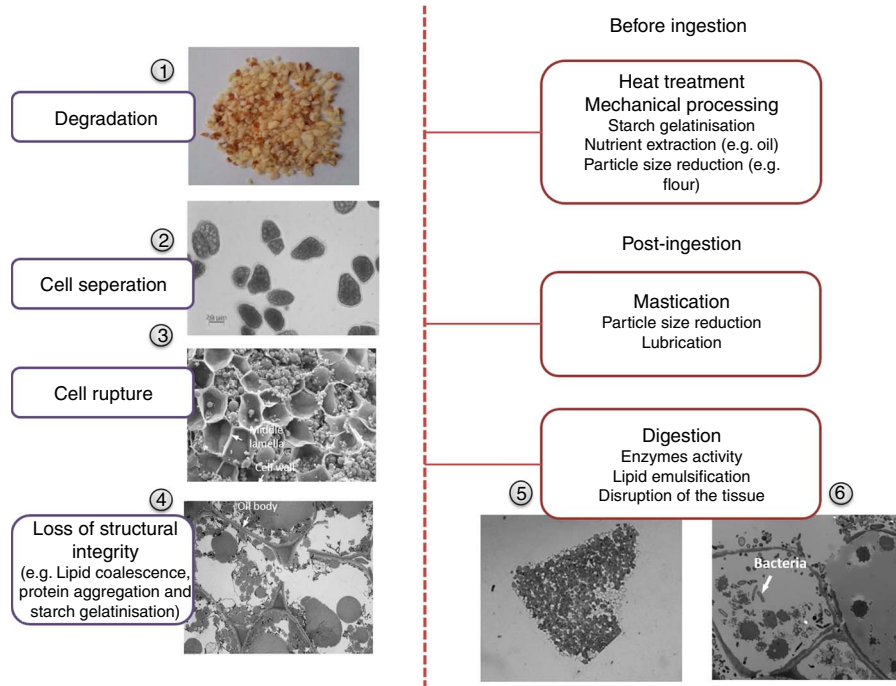 1
Degradation
2
Cell seperation
20 µm
3
Cell rupture
Middle
lamella
Cell wall
4
Loss of structural
integrity
(e.g. Lipid coalescence,
protein aggregation and
starch gelatinisation)
Oil body
Before ingestion
Heat treatment
Mechanical processing
Starch gelatinisation
Nutrient extraction (e.g. oil)
Particle size reduction (e.g.
flour)
Post-ingestion
Mastication
Particle size reduction
Lubrication
Digestion
Enzymes activity
Lipid emulsification
Disruption of the tissue
5
6
Bacteria